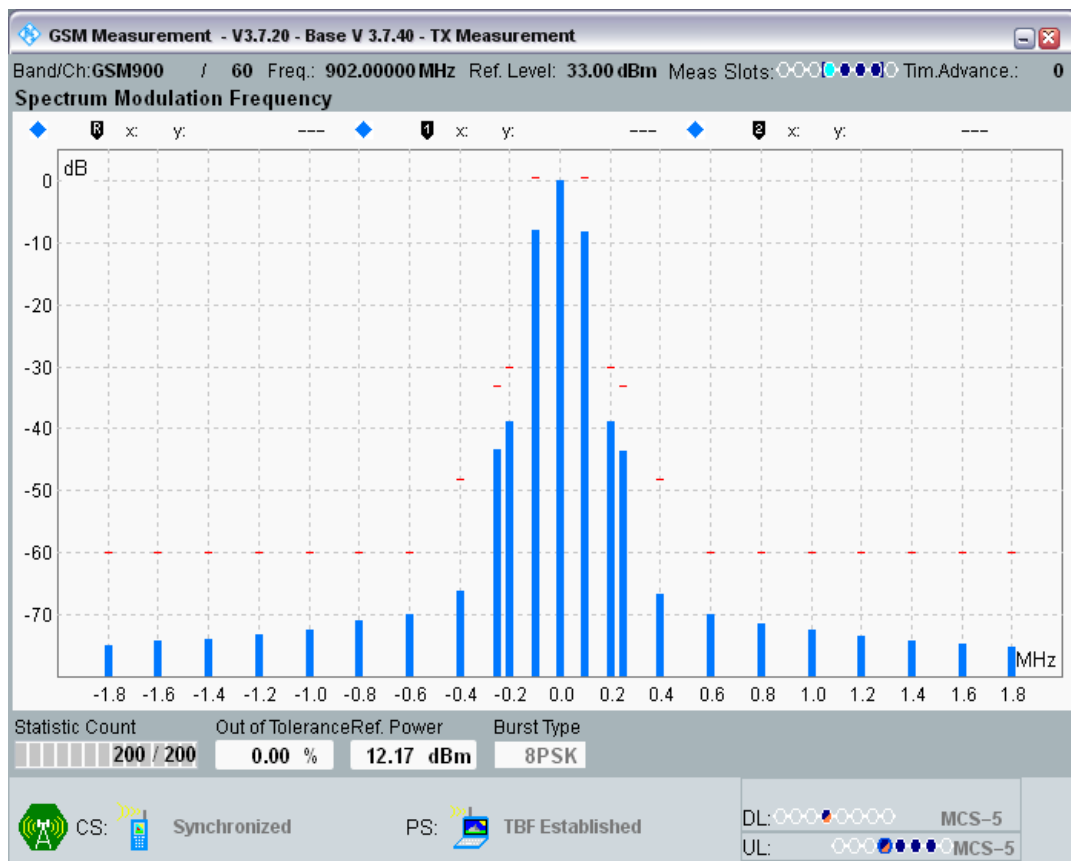 GSM Measurement - V3.7.20 - Base V 3.7.40 - TX Measurement
Band/Ch:GSM900 / 60 Freq.: 902.00000 MHz Ref. Level: 33.00 dBm Meas Slots: Tim.Advance.: 0
Spectrum Modulation Frequency
R x: y: --- 1 x: y: --- 2 x: y: ---
dB
0
-10
-20
-30
-40
-50
-60
-70
MHz
-1.8 -1.6 -1.4 -1.2 -1.0 -0.8 -0.6 -0.4 -0.2 0.0 0.2 0.4 0.6 0.8 1.0 1.2 1.4 1.6 1.8
Statistic Count Out of Tolerance Ref. Power Burst Type
200 / 200 0.00 % 12.17 dBm 8PSK
CS: Synchronized PS: TBF Established
DL: MCS-5
UL: MCS-5